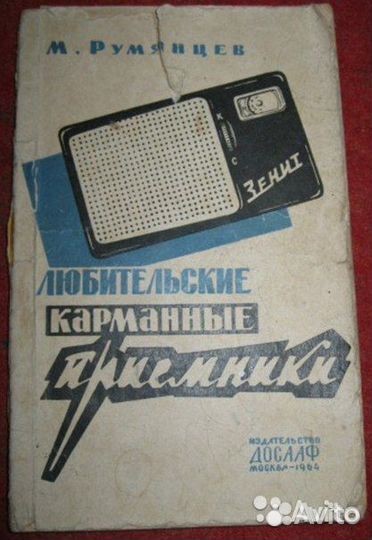 М. РУМЯНЦЕВ
К
С
ЗЕНИТ
ЛЮБИТЕЛЬСКИЕ
КАРМАННЫЕ
приемники
ИЗДАТЕЛЬСТВО
ДОСААФ
МОСКВА-1964
Avito